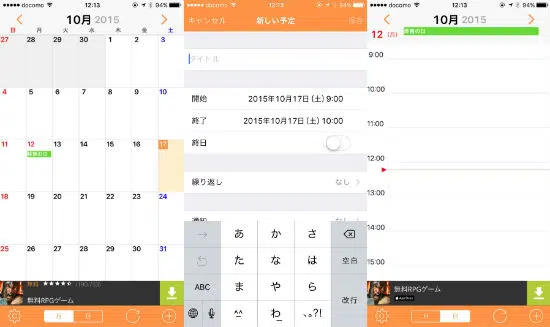 ●●●●● docomo 12:13 94%
10月 2015
日 月 火 水 木 金 土
27 28 29 30 1 2 3
4 5 6 7 8 9 10
11 12 13 14 15 16 17
体育の日
18 19 20 21 22 23 24
25 26 27 28 29 30 31
無料
無料RPGゲーム
月 日
●●●●● docomo 12:13 94%
キャンセル 新しい予定 保存
タイトル
開始 2015年10月17日(土) 9:00
終了 2015年10月17日(土) 10:00
終日
繰り返し なし
通知
→ あ か さ
た な は 空白
ABC ま や ら
改行
^^ わ 、。?!
●●●●● docomo 12:13 94%
10月 2015
12 (月) 体育の日
9:00
10:00
11:00
12:00
13:00
14:00
15:00
無料RPGゲーム
月 日